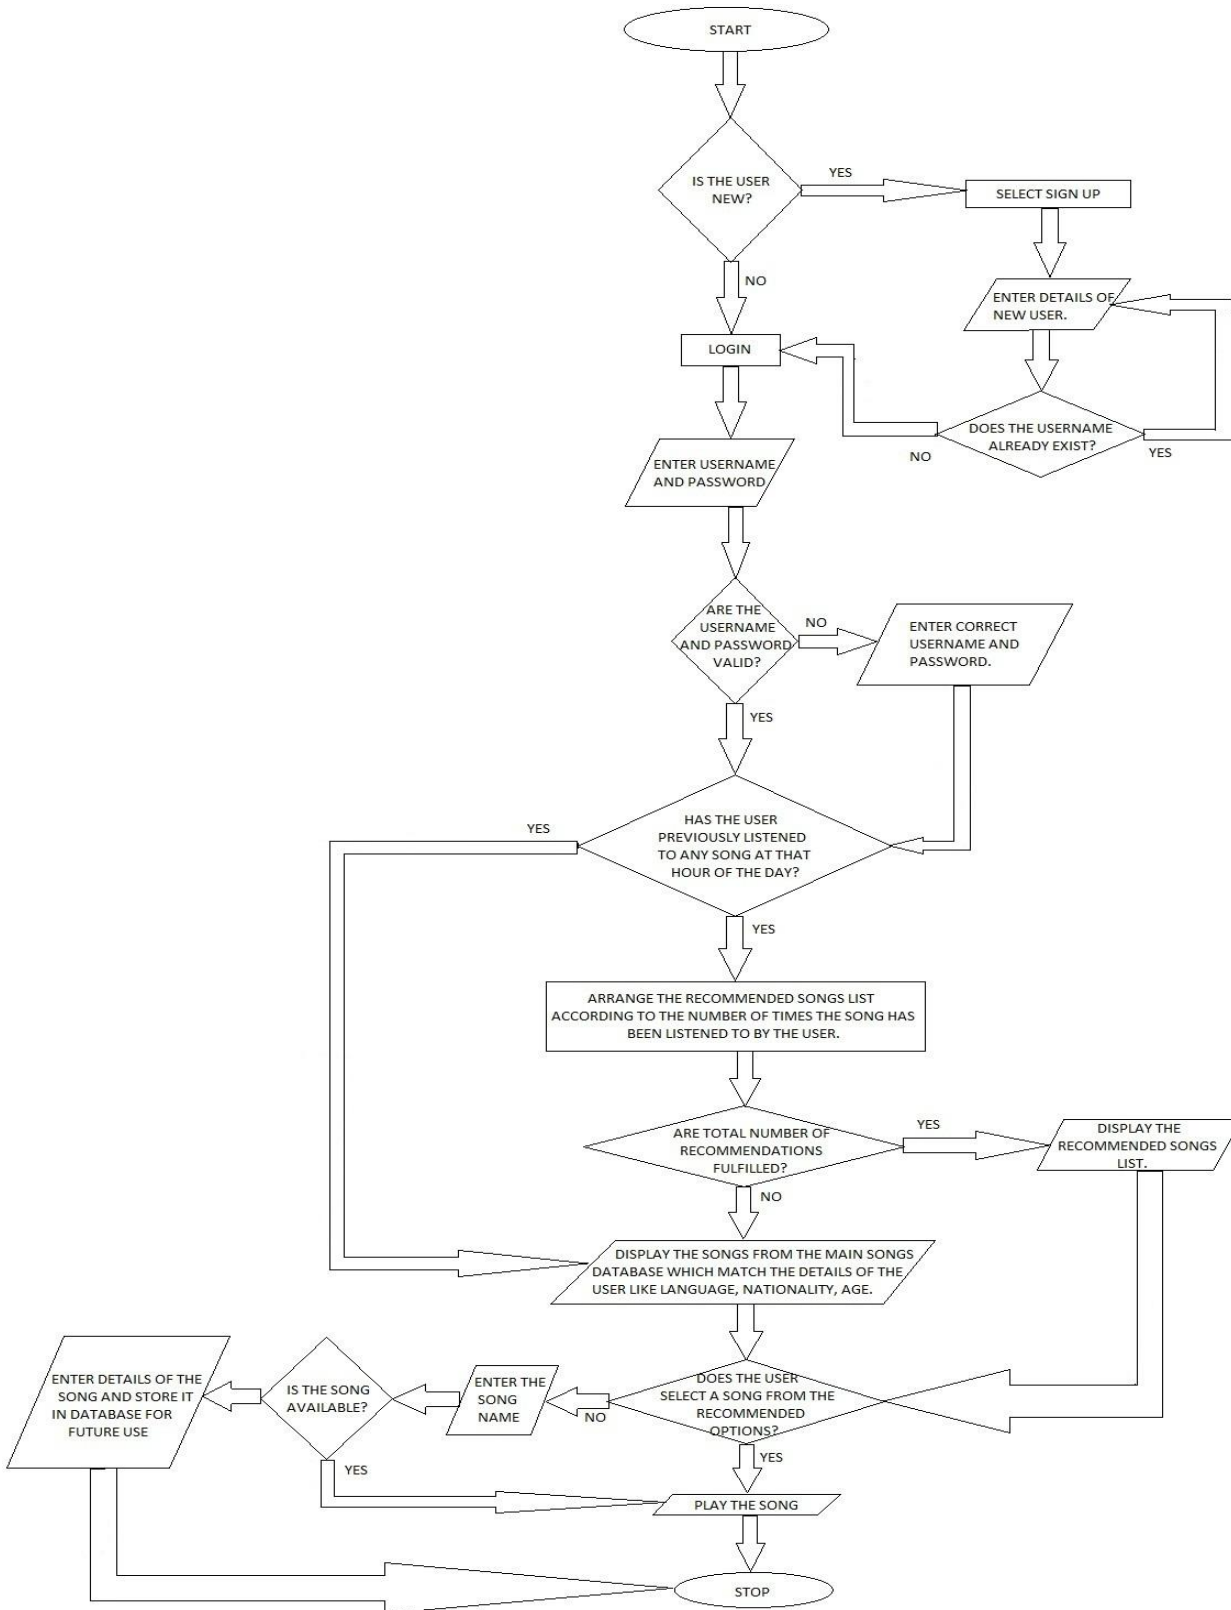 START
IS THE USER
NEW?
YES
SELECT SIGN UP
NO
ENTER DETAILS OF
NEW USER.
LOGIN
DOES THE USERNAME
ALREADY EXIST?
NO
YES
ENTER USERNAME
AND PASSWORD
ARE THE
USERNAME
AND PASSWORD
VALID?
NO
ENTER CORRECT
USERNAME AND
PASSWORD.
YES
HAS THE USER
PREVIOUSLY LISTENED
TO ANY SONG AT THAT
HOUR OF THE DAY?
YES
YES
ARRANGE THE RECOMMENDED SONGS LIST
ACCORDING TO THE NUMBER OF TIMES THE SONG HAS
BEEN LISTENED TO BY THE USER.
ARE TOTAL NUMBER OF
RECOMMENDATIONS
FULFILLED?
YES
DISPLAY THE
RECOMMENDED SONGS
LIST.
NO
DISPLAY THE SONGS FROM THE MAIN SONGS
DATABASE WHICH MATCH THE DETAILS OF THE
USER LIKE LANGUAGE, NATIONALITY, AGE.
DOES THE USER
SELECT A SONG FROM THE
RECOMMENDED
OPTIONS?
NO
ENTER THE
SONG
NAME
IS THE SONG
AVAILABLE?
ENTER DETAILS OF THE
SONG AND STORE IT
IN DATABASE FOR
FUTURE USE
YES
YES
PLAY THE SONG
STOP